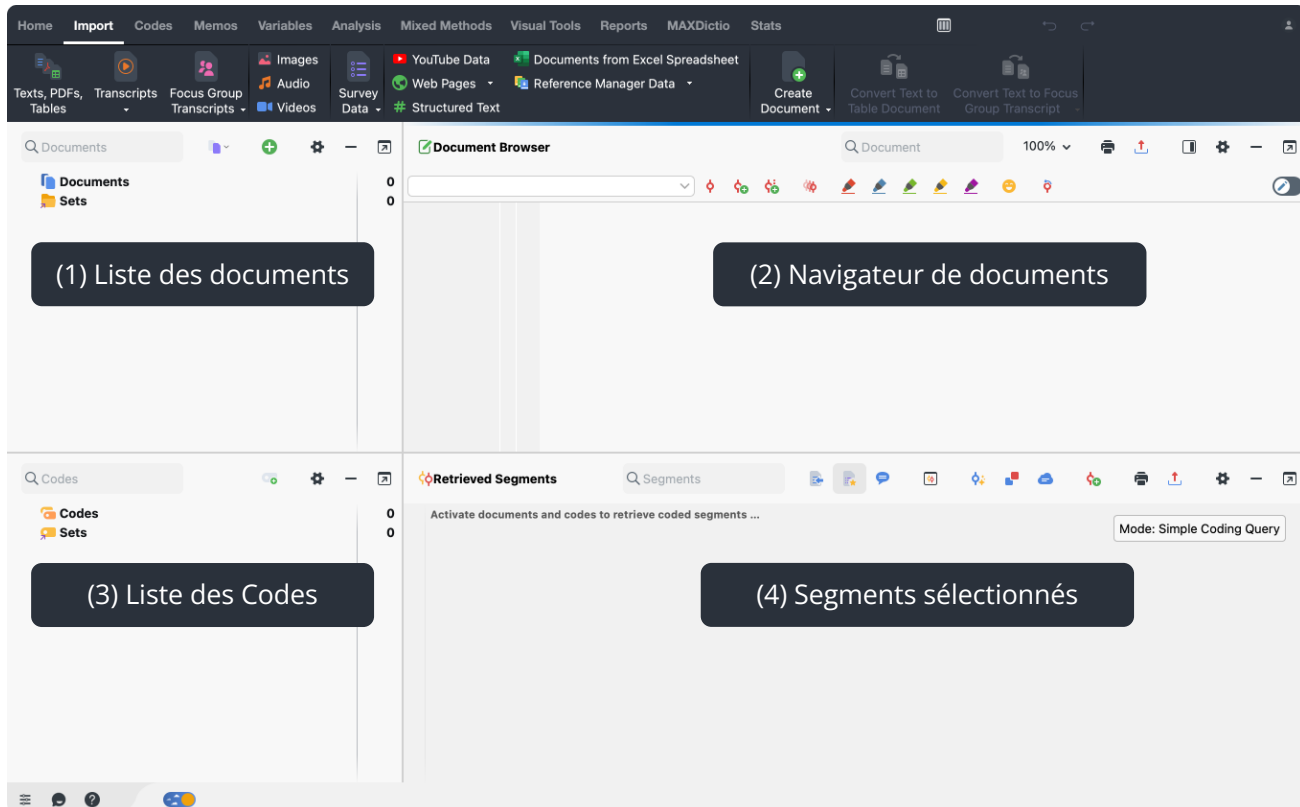 Home Import Codes Memos Variables Analysis Mixed Methods Visual Tools Reports MAXDictio Stats
Texts, PDFs, Tables
Transcripts
Focus Group Transcripts
Images
Audio
Videos
Survey Data
YouTube Data
Web Pages
# Structured Text
Documents from Excel Spreadsheet
Reference Manager Data
Create Document
Convert Text to Table Document
Convert Text to Focus Group Transcript
Documents
Documents 0
Sets 0
(1) Liste des documents
Document Browser
Document
100%
(2) Navigateur de documents
Codes
Codes 0
Sets 0
(3) Liste des Codes
Retrieved Segments
Segments
Activate documents and codes to retrieve coded segments ...
Mode: Simple Coding Query
(4) Segments sélectionnés